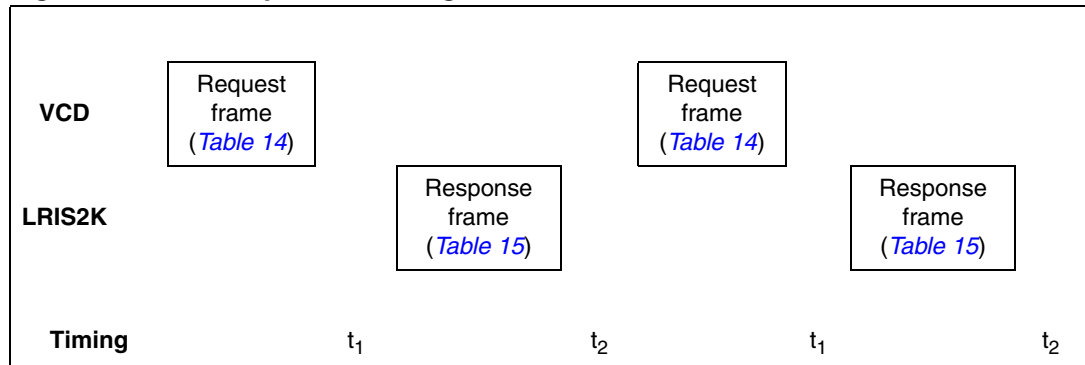 VCD
Request
frame
(Table 14)
Request
frame
(Table 14)
LRIS2K
Response
frame
(Table 15)
Response
frame
(Table 15)
Timing t1 t2 t1 t2